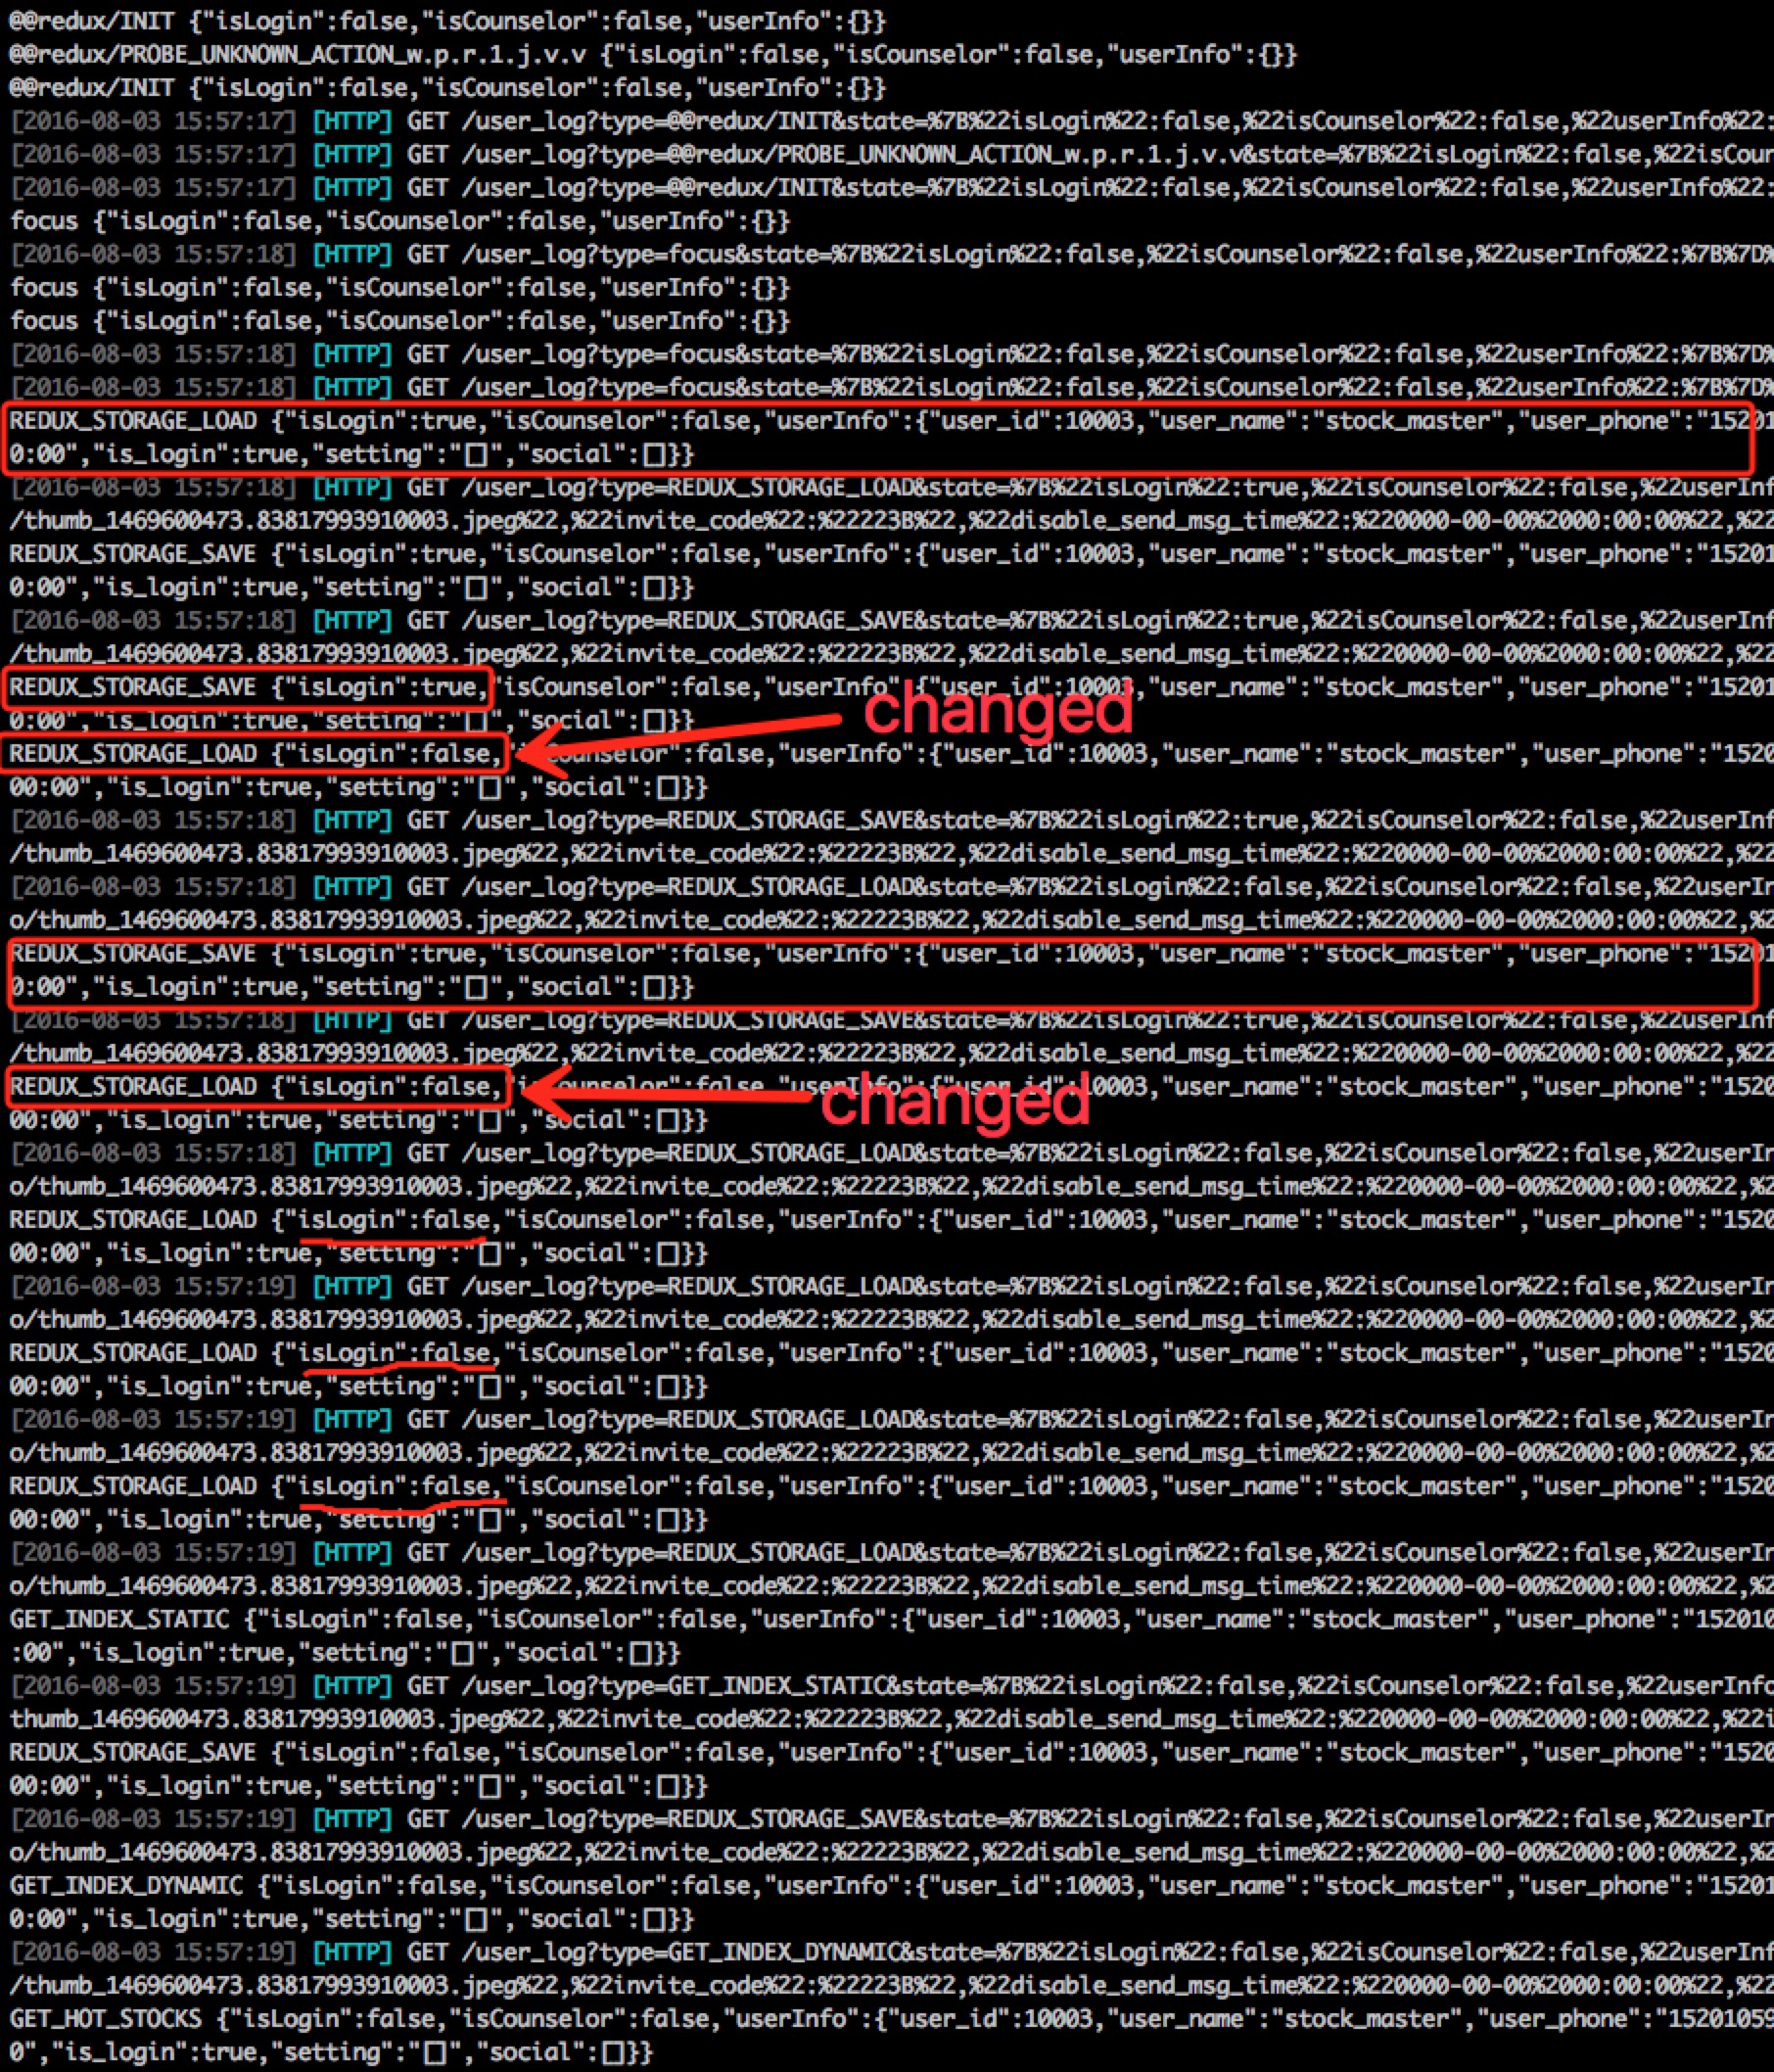 @@redux/INIT {"isLogin":false,"isCounselor":false,"userInfo":{}}
@@redux/PROBE_UNKNOWN_ACTION_w.p.r.1.j.v.v {"isLogin":false,"isCounselor":false,"userInfo":{}}
@@redux/INIT {"isLogin":false,"isCounselor":false,"userInfo":{}}
[2016-08-03 15:57:17] [HTTP] GET /user_log?type=@@redux/INIT&state=%7B%22isLogin%22:false,%22isCounselor%22:false,%22userInfo%22:
[2016-08-03 15:57:17] [HTTP] GET /user_log?type=@@redux/PROBE_UNKNOWN_ACTION_w.p.r.1.j.v.v&state=%7B%22isLogin%22:false,%22isCour
[2016-08-03 15:57:17] [HTTP] GET /user_log?type=@@redux/INIT&state=%7B%22isLogin%22:false,%22isCounselor%22:false,%22userInfo%22:
focus {"isLogin":false,"isCounselor":false,"userInfo":{}}
[2016-08-03 15:57:18] [HTTP] GET /user_log?type=focus&state=%7B%22isLogin%22:false,%22isCounselor%22:false,%22userInfo%22:%7B%7D%
focus {"isLogin":false,"isCounselor":false,"userInfo":{}}
focus {"isLogin":false,"isCounselor":false,"userInfo":{}}
[2016-08-03 15:57:18] [HTTP] GET /user_log?type=focus&state=%7B%22isLogin%22:false,%22isCounselor%22:false,%22userInfo%22:%7B%7D%
[2016-08-03 15:57:18] [HTTP] GET /user_log?type=focus&state=%7B%22isLogin%22:false,%22isCounselor%22:false,%22userInfo%22:%7B%7D%
REDUX_STORAGE_LOAD {"isLogin":true,"isCounselor":false,"userInfo":{"user_id":10003,"user_name":"stock_master","user_phone":"15201
0:00","is_login":true,"setting":"[]","social":[]}}
[2016-08-03 15:57:18] [HTTP] GET /user_log?type=REDUX_STORAGE_LOAD&state=%7B%22isLogin%22:true,%22isCounselor%22:false,%22userInf
/thumb_1469600473.83817993910003.jpeg%22,%22invite_code%22:%22223B%22,%22disable_send_msg_time%22:%220000-00-00%2000:00:00%22,%22
REDUX_STORAGE_SAVE {"isLogin":true,"isCounselor":false,"userInfo":{"user_id":10003,"user_name":"stock_master","user_phone":"15201
0:00","is_login":true,"setting":"[]","social":[]}}
[2016-08-03 15:57:18] [HTTP] GET /user_log?type=REDUX_STORAGE_SAVE&state=%7B%22isLogin%22:true,%22isCounselor%22:false,%22userInf
/thumb_1469600473.83817993910003.jpeg%22,%22invite_code%22:%22223B%22,%22disable_send_msg_time%22:%220000-00-00%2000:00:00%22,%22
REDUX_STORAGE_SAVE {"isLogin":true,"isCounselor":false,"userInfo":{"user_id":10003,"user_name":"stock_master","user_phone":"15201
changed
0:00","is_login":true,"setting":"[]","social":[]}}
REDUX_STORAGE_LOAD {"isLogin":false,"isCounselor":false,"userInfo":{"user_id":10003,"user_name":"stock_master","user_phone":"1520
00:00","is_login":true,"setting":"[]","social":[]}}
[2016-08-03 15:57:18] [HTTP] GET /user_log?type=REDUX_STORAGE_SAVE&state=%7B%22isLogin%22:true,%22isCounselor%22:false,%22userInf
/thumb_1469600473.83817993910003.jpeg%22,%22invite_code%22:%22223B%22,%22disable_send_msg_time%22:%220000-00-00%2000:00:00%22,%22
[2016-08-03 15:57:18] [HTTP] GET /user_log?type=REDUX_STORAGE_LOAD&state=%7B%22isLogin%22:false,%22isCounselor%22:false,%22userIr
o/thumb_1469600473.83817993910003.jpeg%22,%22invite_code%22:%22223B%22,%22disable_send_msg_time%22:%220000-00-00%2000:00:00%22,%2
REDUX_STORAGE_SAVE {"isLogin":true,"isCounselor":false,"userInfo":{"user_id":10003,"user_name":"stock_master","user_phone":"15201
0:00","is_login":true,"setting":"[]","social":[]}}
[2016-08-03 15:57:18] [HTTP] GET /user_log?type=REDUX_STORAGE_SAVE&state=%7B%22isLogin%22:true,%22isCounselor%22:false,%22userInf
/thumb_1469600473.83817993910003.jpeg%22,%22invite_code%22:%22223B%22,%22disable_send_msg_time%22:%220000-00-00%2000:00:00%22,%22
REDUX_STORAGE_LOAD {"isLogin":false,"isCounselor":false,"userInfo":{"user_id":10003,"user_name":"stock_master","user_phone":"1520
changed
00:00","is_login":true,"setting":"[]","social":[]}}
[2016-08-03 15:57:18] [HTTP] GET /user_log?type=REDUX_STORAGE_LOAD&state=%7B%22isLogin%22:false,%22isCounselor%22:false,%22userIr
o/thumb_1469600473.83817993910003.jpeg%22,%22invite_code%22:%22223B%22,%22disable_send_msg_time%22:%220000-00-00%2000:00:00%22,%2
REDUX_STORAGE_LOAD {"isLogin":false,"isCounselor":false,"userInfo":{"user_id":10003,"user_name":"stock_master","user_phone":"1520
00:00","is_login":true,"setting":"[]","social":[]}}
[2016-08-03 15:57:19] [HTTP] GET /user_log?type=REDUX_STORAGE_LOAD&state=%7B%22isLogin%22:false,%22isCounselor%22:false,%22userIr
o/thumb_1469600473.83817993910003.jpeg%22,%22invite_code%22:%22223B%22,%22disable_send_msg_time%22:%220000-00-00%2000:00:00%22,%2
REDUX_STORAGE_LOAD {"isLogin":false,"isCounselor":false,"userInfo":{"user_id":10003,"user_name":"stock_master","user_phone":"1520
00:00","is_login":true,"setting":"[]","social":[]}}
[2016-08-03 15:57:19] [HTTP] GET /user_log?type=REDUX_STORAGE_LOAD&state=%7B%22isLogin%22:false,%22isCounselor%22:false,%22userIr
o/thumb_1469600473.83817993910003.jpeg%22,%22invite_code%22:%22223B%22,%22disable_send_msg_time%22:%220000-00-00%2000:00:00%22,%2
REDUX_STORAGE_LOAD {"isLogin":false,"isCounselor":false,"userInfo":{"user_id":10003,"user_name":"stock_master","user_phone":"1520
00:00","is_login":true,"setting":"[]","social":[]}}
[2016-08-03 15:57:19] [HTTP] GET /user_log?type=REDUX_STORAGE_LOAD&state=%7B%22isLogin%22:false,%22isCounselor%22:false,%22userIr
o/thumb_1469600473.83817993910003.jpeg%22,%22invite_code%22:%22223B%22,%22disable_send_msg_time%22:%220000-00-00%2000:00:00%22,%2
GET_INDEX_STATIC {"isLogin":false,"isCounselor":false,"userInfo":{"user_id":10003,"user_name":"stock_master","user_phone":"152010
:00","is_login":true,"setting":"[]","social":[]}}
[2016-08-03 15:57:19] [HTTP] GET /user_log?type=GET_INDEX_STATIC&state=%7B%22isLogin%22:false,%22isCounselor%22:false,%22userInfo
thumb_1469600473.83817993910003.jpeg%22,%22invite_code%22:%22223B%22,%22disable_send_msg_time%22:%220000-00-00%2000:00:00%22,%22i
REDUX_STORAGE_SAVE {"isLogin":false,"isCounselor":false,"userInfo":{"user_id":10003,"user_name":"stock_master","user_phone":"1520
00:00","is_login":true,"setting":"[]","social":[]}}
[2016-08-03 15:57:19] [HTTP] GET /user_log?type=REDUX_STORAGE_SAVE&state=%7B%22isLogin%22:false,%22isCounselor%22:false,%22userIr
o/thumb_1469600473.83817993910003.jpeg%22,%22invite_code%22:%22223B%22,%22disable_send_msg_time%22:%220000-00-00%2000:00:00%22,%2
GET_INDEX_DYNAMIC {"isLogin":false,"isCounselor":false,"userInfo":{"user_id":10003,"user_name":"stock_master","user_phone":"15201
0:00","is_login":true,"setting":"[]","social":[]}}
[2016-08-03 15:57:19] [HTTP] GET /user_log?type=GET_INDEX_DYNAMIC&state=%7B%22isLogin%22:false,%22isCounselor%22:false,%22userInf
/thumb_1469600473.83817993910003.jpeg%22,%22invite_code%22:%22223B%22,%22disable_send_msg_time%22:%220000-00-00%2000:00:00%22,%22
GET_HOT_STOCKS {"isLogin":false,"isCounselor":false,"userInfo":{"user_id":10003,"user_name":"stock_master","user_phone":"15201059
0","is_login":true,"setting":"[]","social":[]}}